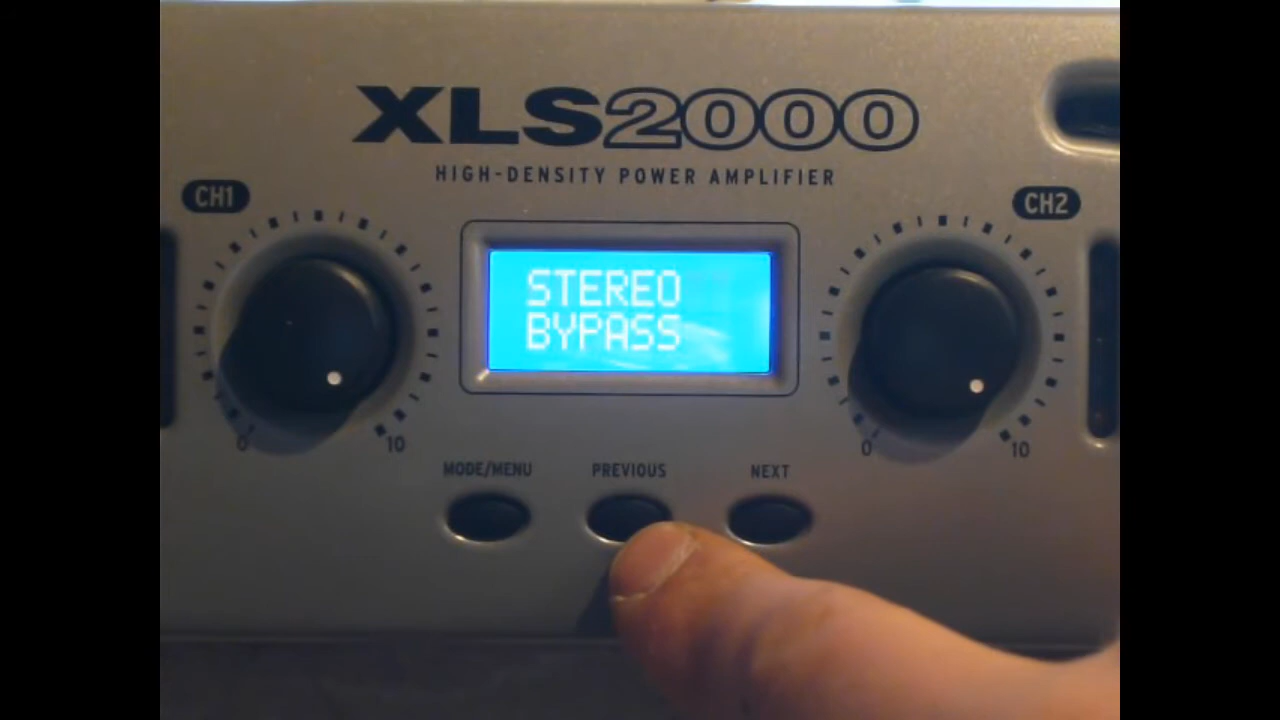 XLS2000
HIGH-DENSITY POWER AMPLIFIER
CH1
CH2
STEREO
BYPASS
0
10
0
10
MODE/MENU
PREVIOUS
NEXT